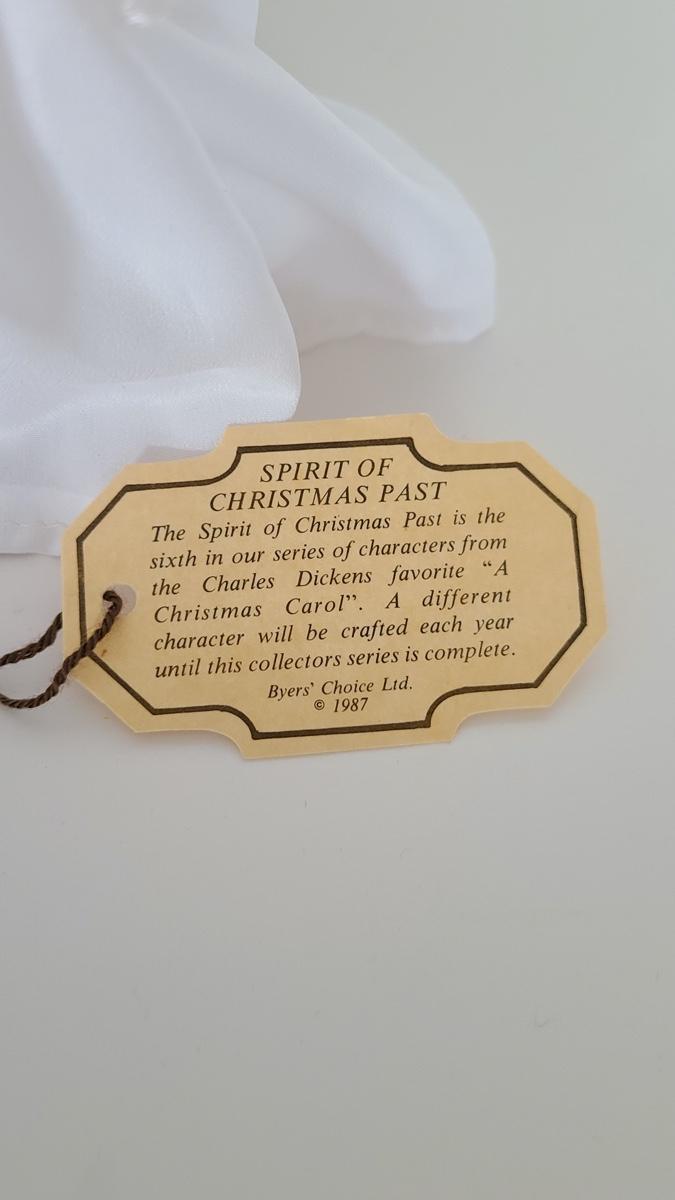 SPIRIT OF
CHRISTMAS PAST
The Spirit of Christmas Past is the
sixth in our series of characters from
the Charles Dickens favorite “A
Christmas Carol”. A different
character will be crafted each year
until this collectors series is complete.
Byers' Choice Ltd.
© 1987